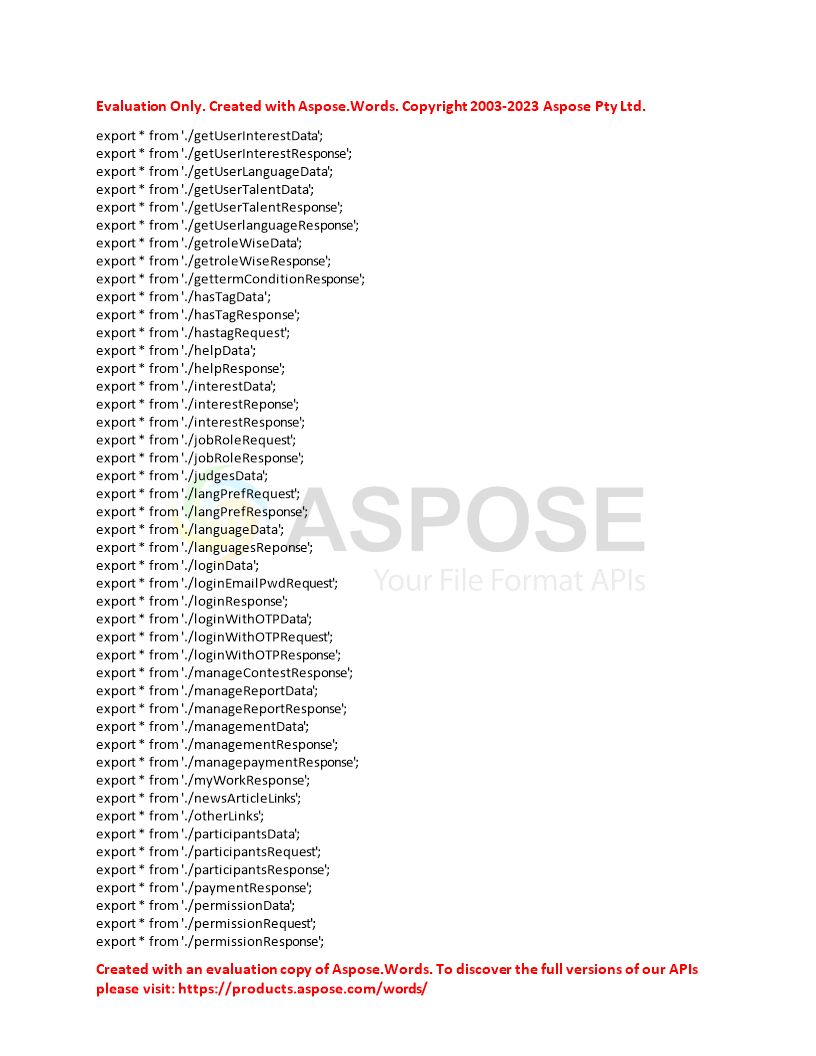 Evaluation Only. Created with Aspose.Words. Copyright 2003-2023 Aspose Pty Ltd.
export * from './getUserInterestData';
export * from './getUserInterestResponse';
export * from './getUserLanguageData';
export * from './getUserTalentData';
export * from './getUserTalentResponse';
export * from './getUserlanguageResponse';
export * from './getroleWiseData';
export * from './getroleWiseResponse';
export * from './gettermConditionResponse';
export * from './hasTagData';
export * from './hasTagResponse';
export * from './hastagRequest';
export * from './helpData';
export * from './helpResponse';
export * from './interestData';
export * from './interestReponse';
export * from './interestResponse';
export * from './jobRoleRequest';
export * from './jobRoleResponse';
export * from './judgesData';
export * from './langPrefRequest';
export * from './langPrefResponse';
export * from './languageData';
export * from './languagesReponse';
export * from './loginData';
export * from './loginEmailPwdRequest';
export * from './loginResponse';
export * from './loginWithOTPData';
export * from './loginWithOTPRequest';
export * from './loginWithOTPResponse';
export * from './manageContestResponse';
export * from './manageReportData';
export * from './manageReportResponse';
export * from './managementData';
export * from './managementResponse';
export * from './managepaymentResponse';
export * from './myWorkResponse';
export * from './newsArticleLinks';
export * from './otherLinks';
export * from './participantsData';
export * from './participantsRequest';
export * from './participantsResponse';
export * from './paymentResponse';
export * from './permissionData';
export * from './permissionRequest';
export * from './permissionResponse';
ASPOSE
Your File Format APIs
Created with an evaluation copy of Aspose.Words. To discover the full versions of our APIs
please visit: https://products.aspose.com/words/